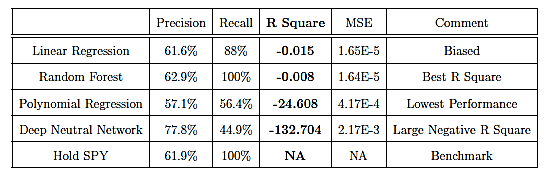 Precision Recall R Square MSE Comment
Linear Regression 61.6% 88% -0.015 1.65E-5 Biased
Random Forest 62.9% 100% -0.008 1.64E-5 Best R Square
Polynomial Regression 57.1% 56.4% -24.608 4.17E-4 Lowest Performance
Deep Neutral Network 77.8% 44.9% -132.704 2.17E-3 Large Negative R Square
Hold SPY 61.9% 100% NA NA Benchmark